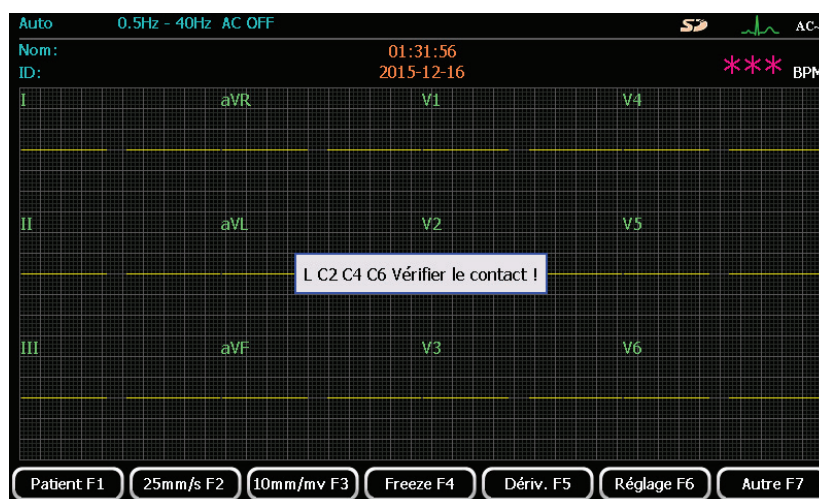 Auto 0.5Hz - 40Hz AC OFF AC~
Nom: 01:31:56
ID: 2015-12-16 *** BPM
I aVR V1 V4
II aVL V2 V5
L C2 C4 C6 Vérifier le contact !
III aVF V3 V6
Patient F1 25mm/s F2 10mm/mv F3 Freeze F4 Dériv. F5 Réglage F6 Autre F7